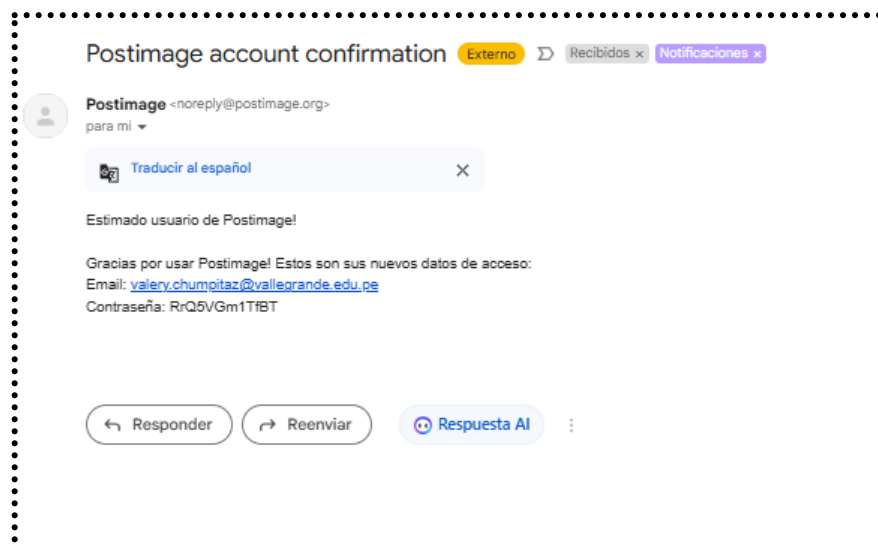 Postimage account confirmation Externo Recibidos × Notificaciones ×
Postimage <noreply@postimage.org>
para mi
Traducir al español
Estimado usuario de Postimage!
Gracias por usar Postimage! Estos son sus nuevos datos de acceso:
Email: valery.chumpitaz@vallegrande.edu.pe
Contraseña: RrQ5VGm1TfBT
Responder Reenviar Respuesta AI